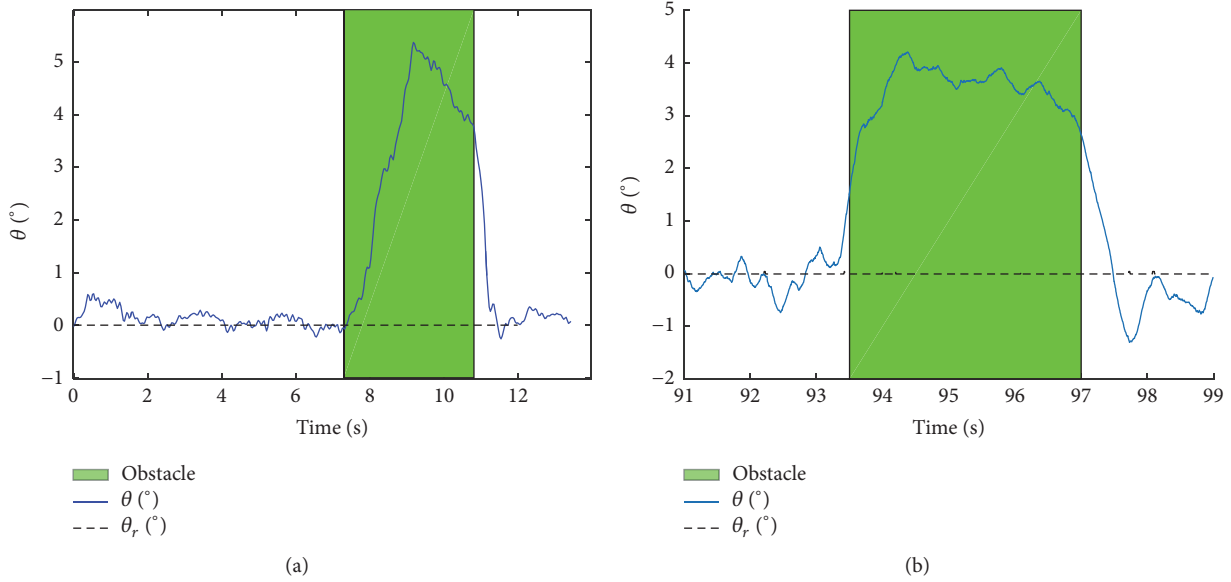 5
4
3
2
1
0
−1
θ (°)
0 2 4 6 8 10 12
Time (s)
Obstacle
θ (°)
θr (°)
(a)
5
4
3
2
1
0
−1
−2
θ (°)
91 92 93 94 95 96 97 98 99
Time (s)
Obstacle
θ (°)
θr (°)
(b)